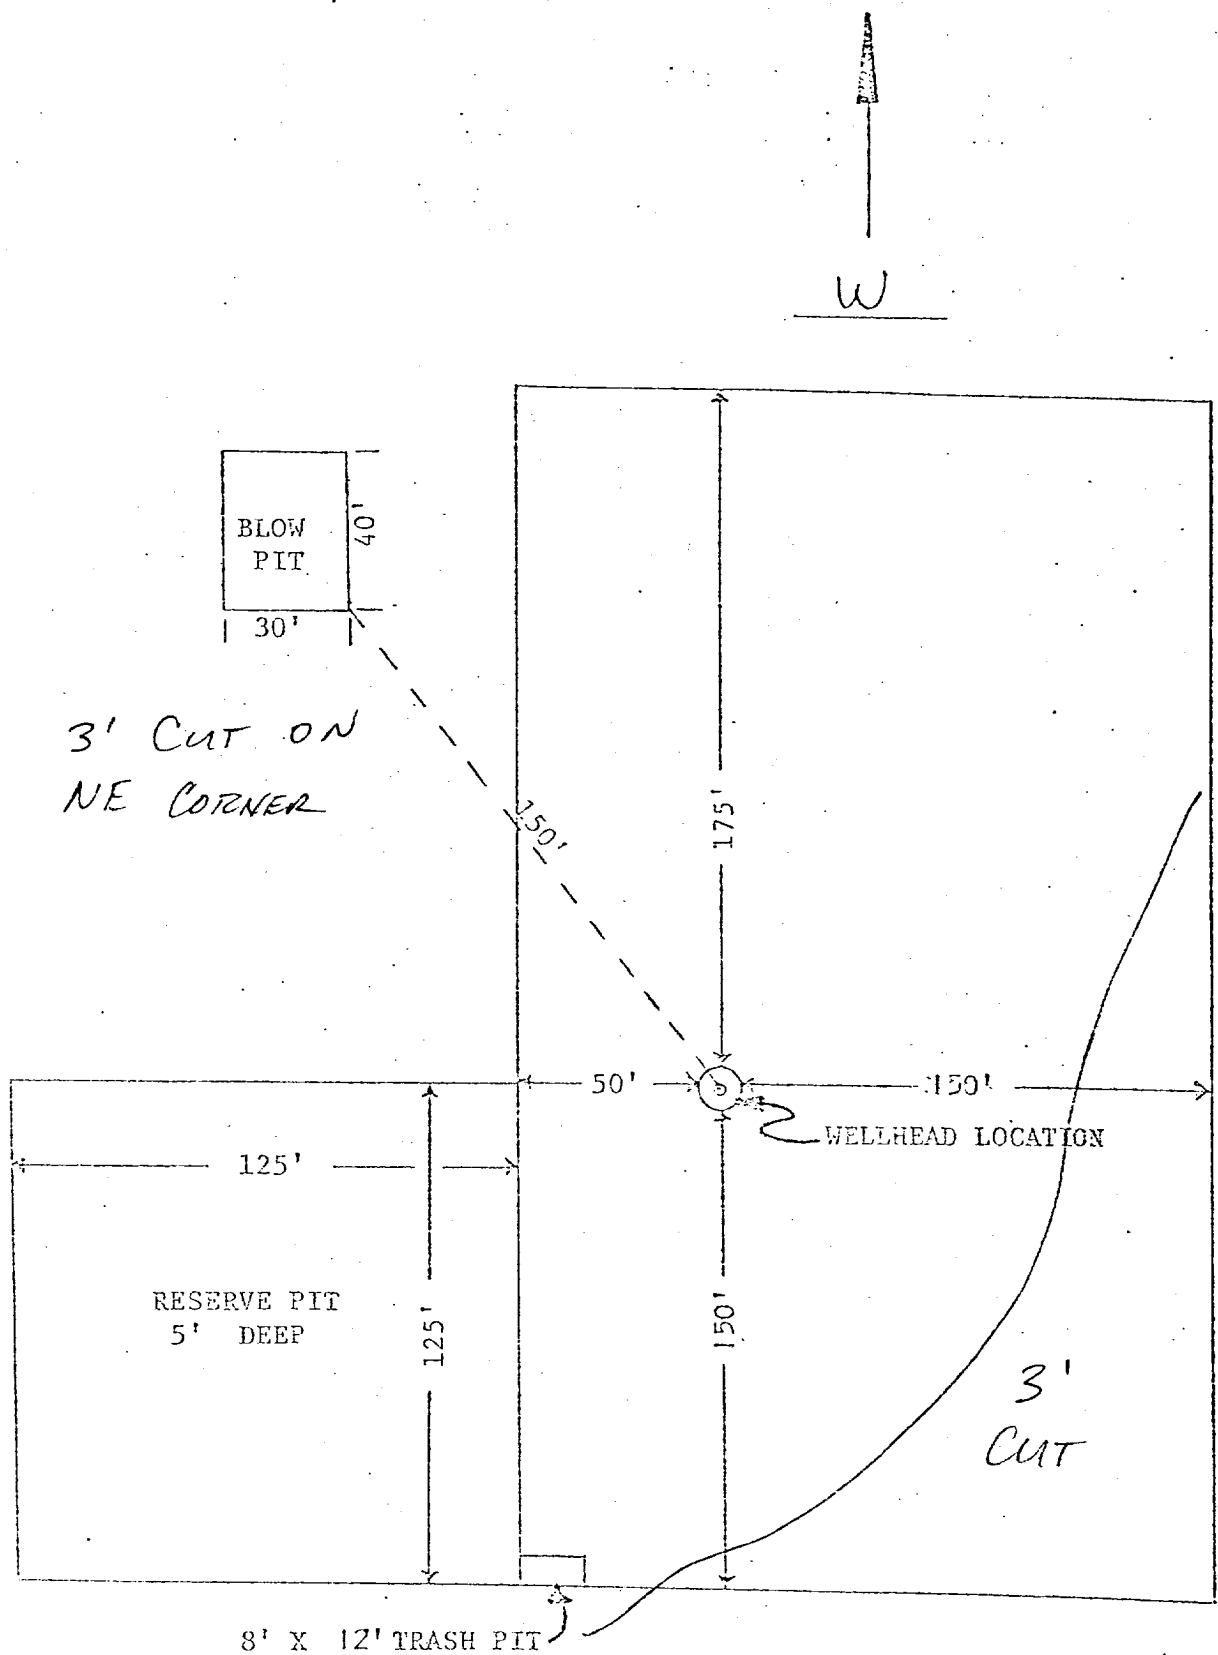 W
BLOW
PIT
40'
30'
3' CUT ON
NE CORNER
150'
175'
50'
150'
WELLHEAD LOCATION
125'
125'
RESERVE PIT
5' DEEP
150'
3'
CUT
8' X 12' TRASH PIT